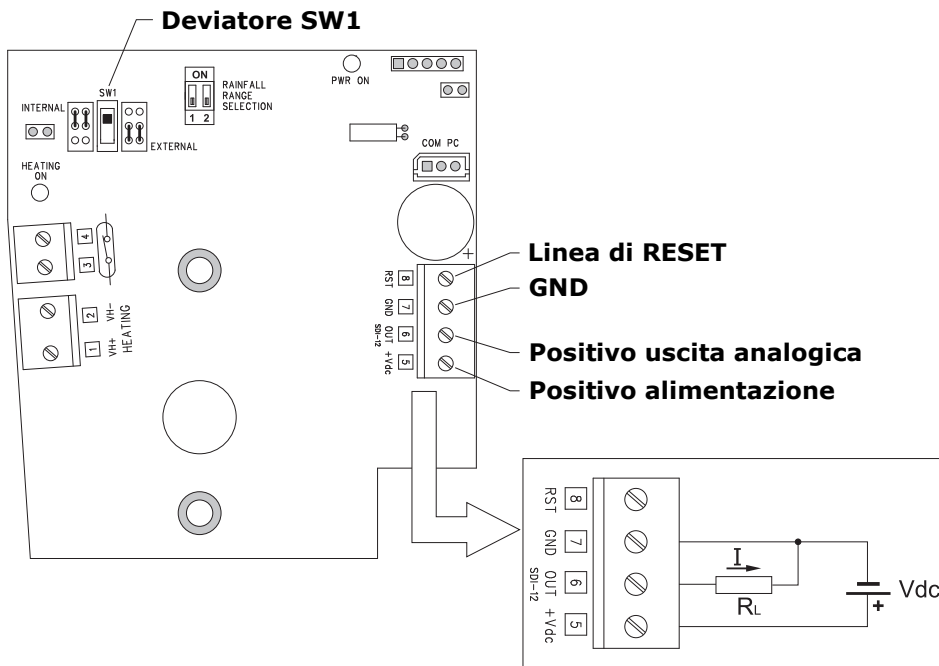 Deviatore SW1
ON
1 2
RAINFALL
RANGE
SELECTION
PWR ON
INTERNAL
SW1
EXTERNAL
COM PC
HEATING
ON
4
3
2
1
VH-
VH+
HEATING
+
RST
8
GND
7
OUT
6
SDI-12
+Vdc
5
Linea di RESET
GND
Positivo uscita analogica
Positivo alimentazione
RST
8
GND
7
OUT
6
SDI-12
+Vdc
5
I
RL
Vdc
+